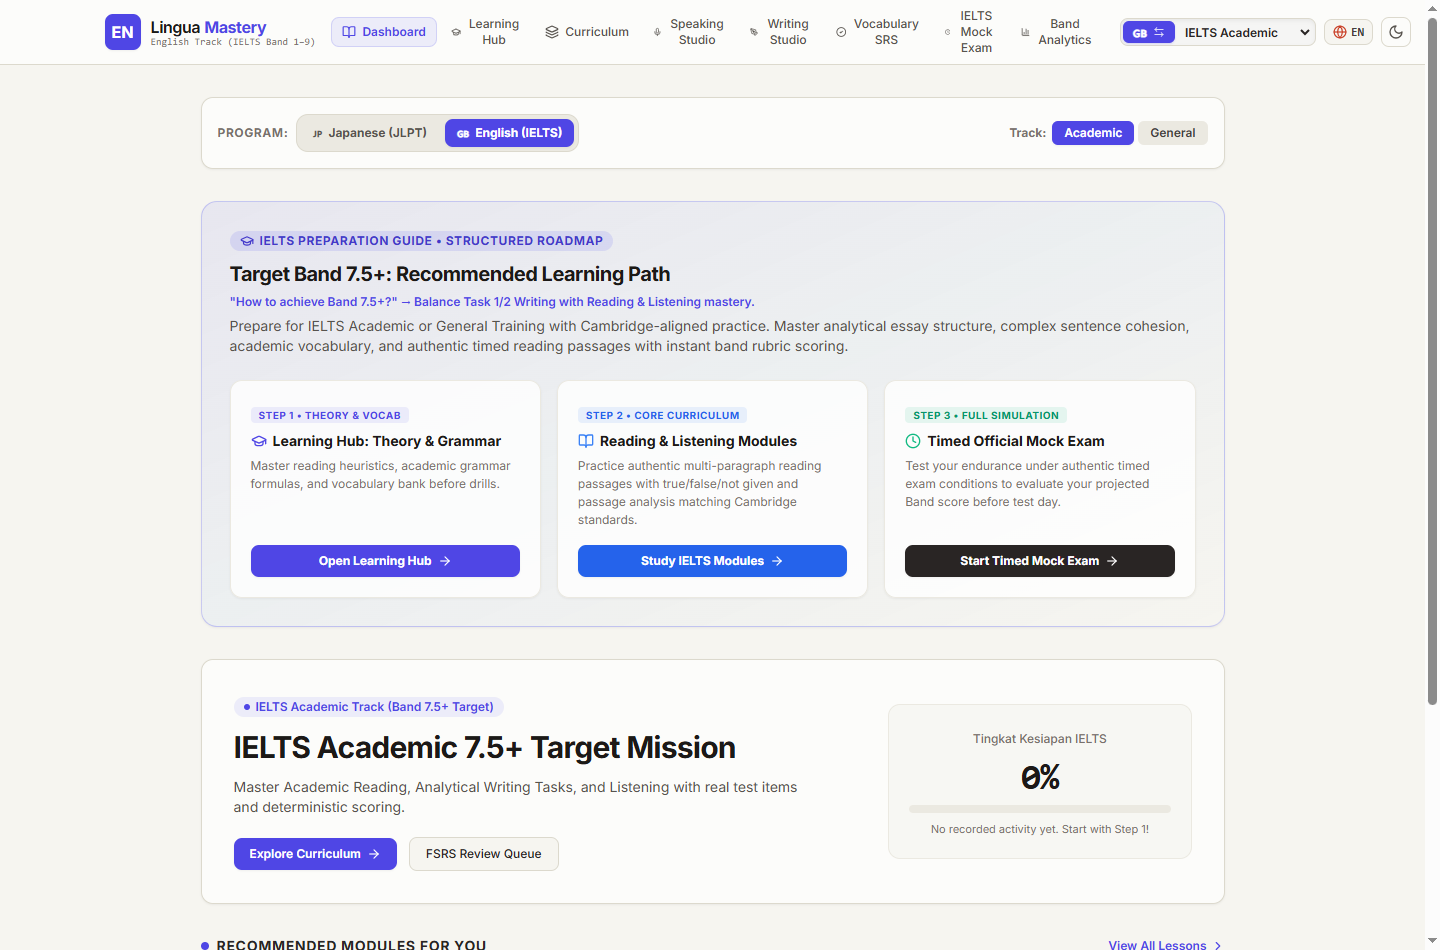 EN
Lingua Mastery
English Track (IELTS Band 1–9)
Dashboard
Learning
Hub
Curriculum
Speaking
Studio
Writing
Studio
Vocabulary
SRS
IELTS
Mock
Exam
Band
Analytics
GB
IELTS Academic
EN
PROGRAM:
JP Japanese (JLPT)
GB English (IELTS)
Track:
Academic
General
IELTS PREPARATION GUIDE • STRUCTURED ROADMAP
Target Band 7.5+: Recommended Learning Path
"How to achieve Band 7.5+?" → Balance Task 1/2 Writing with Reading & Listening mastery.
Prepare for IELTS Academic or General Training with Cambridge-aligned practice. Master analytical essay structure, complex sentence cohesion,
academic vocabulary, and authentic timed reading passages with instant band rubric scoring.
STEP 1 • THEORY & VOCAB
Learning Hub: Theory & Grammar
Master reading heuristics, academic grammar
formulas, and vocabulary bank before drills.
Open Learning Hub →
STEP 2 • CORE CURRICULUM
Reading & Listening Modules
Practice authentic multi-paragraph reading
passages with true/false/not given and
passage analysis matching Cambridge
standards.
Study IELTS Modules →
STEP 3 • FULL SIMULATION
Timed Official Mock Exam
Test your endurance under authentic timed
exam conditions to evaluate your projected
Band score before test day.
Start Timed Mock Exam →
IELTS Academic Track (Band 7.5+ Target)
IELTS Academic 7.5+ Target Mission
Master Academic Reading, Analytical Writing Tasks, and Listening with real test items
and deterministic scoring.
Explore Curriculum →
FSRS Review Queue
Tingkat Kesiapan IELTS
0%
No recorded activity yet. Start with Step 1!
RECOMMENDED MODULES FOR YOU
View All Lessons